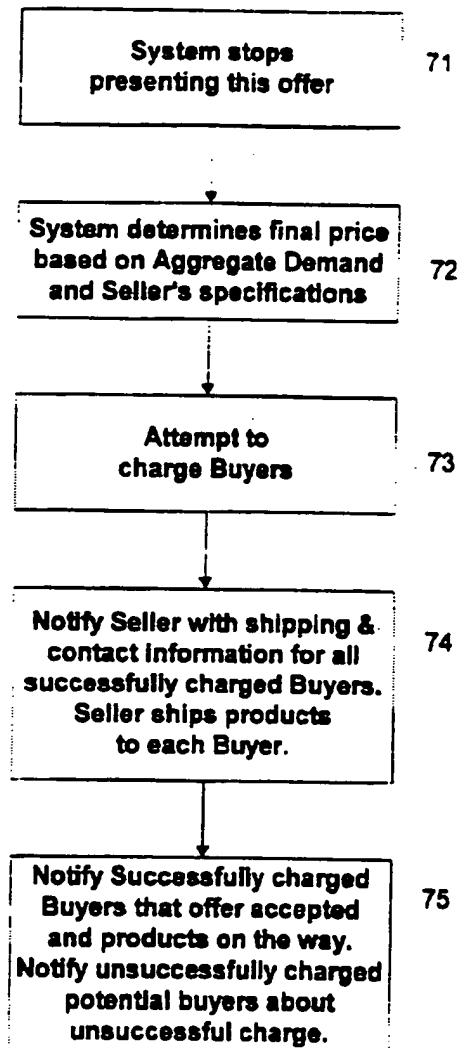 System stops
presenting this offer
71
System determines final price
based on Aggregate Demand
and Seller's specifications
72
Attempt to
charge Buyers
73
Notify Seller with shipping &
contact information for all
successfully charged Buyers.
Seller ships products
to each Buyer.
74
Notify Successfully charged
Buyers that offer accepted
and products on the way.
Notify unsuccessfully charged
potential buyers about
unsuccessful charge.
75